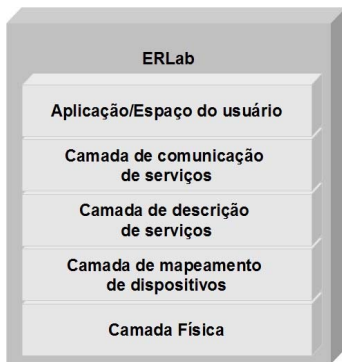 ERLab
Aplicação/Espaço do usuário
Camada de comunicação
de serviços
Camada de descrição
de serviços
Camada de mapeamento
de dispositivos
Camada Física